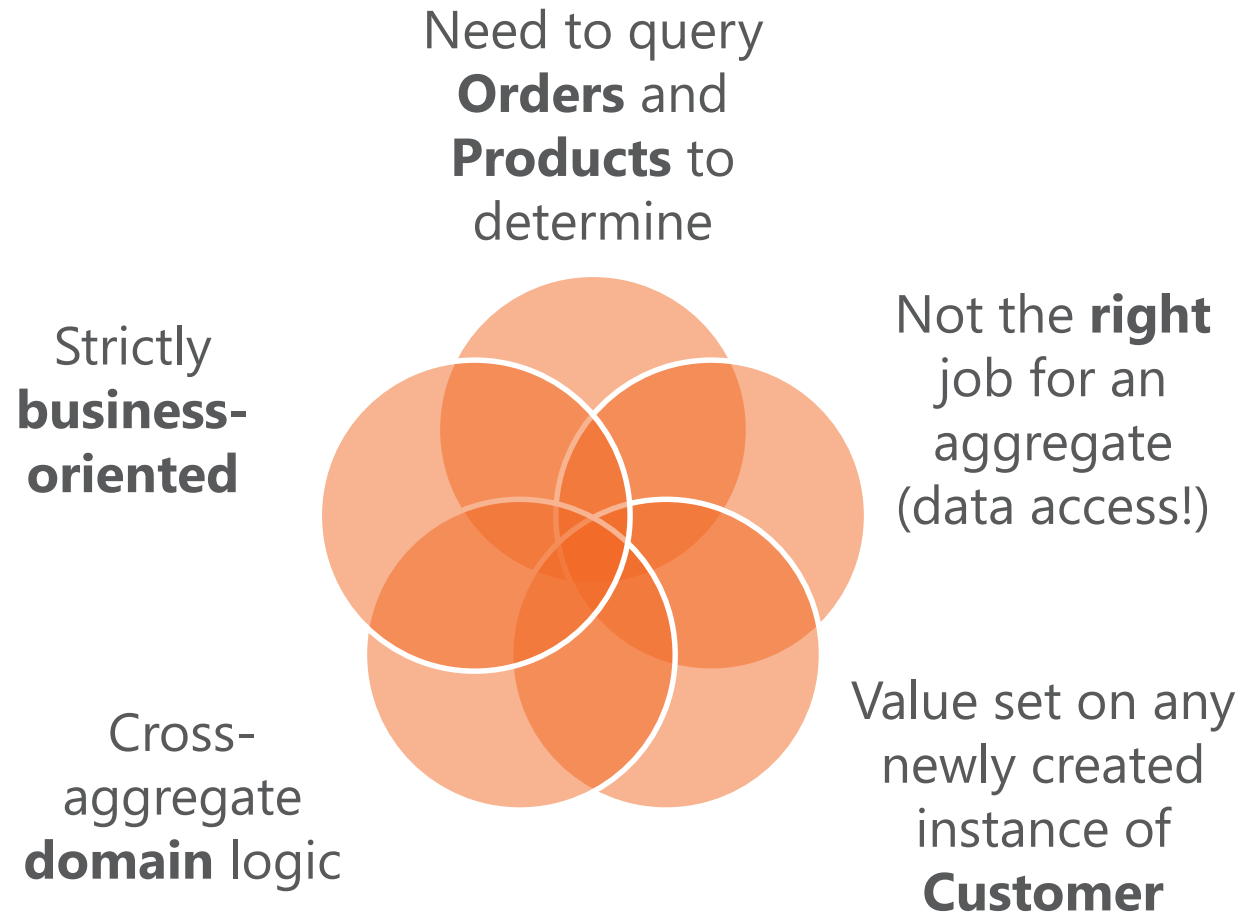 Need to query
Orders and
Products to
determine
Not the right
job for an
aggregate
(data access!)
Value set on any
newly created
instance of
Customer
Cross-
aggregate
domain logic
Strictly
business-
oriented